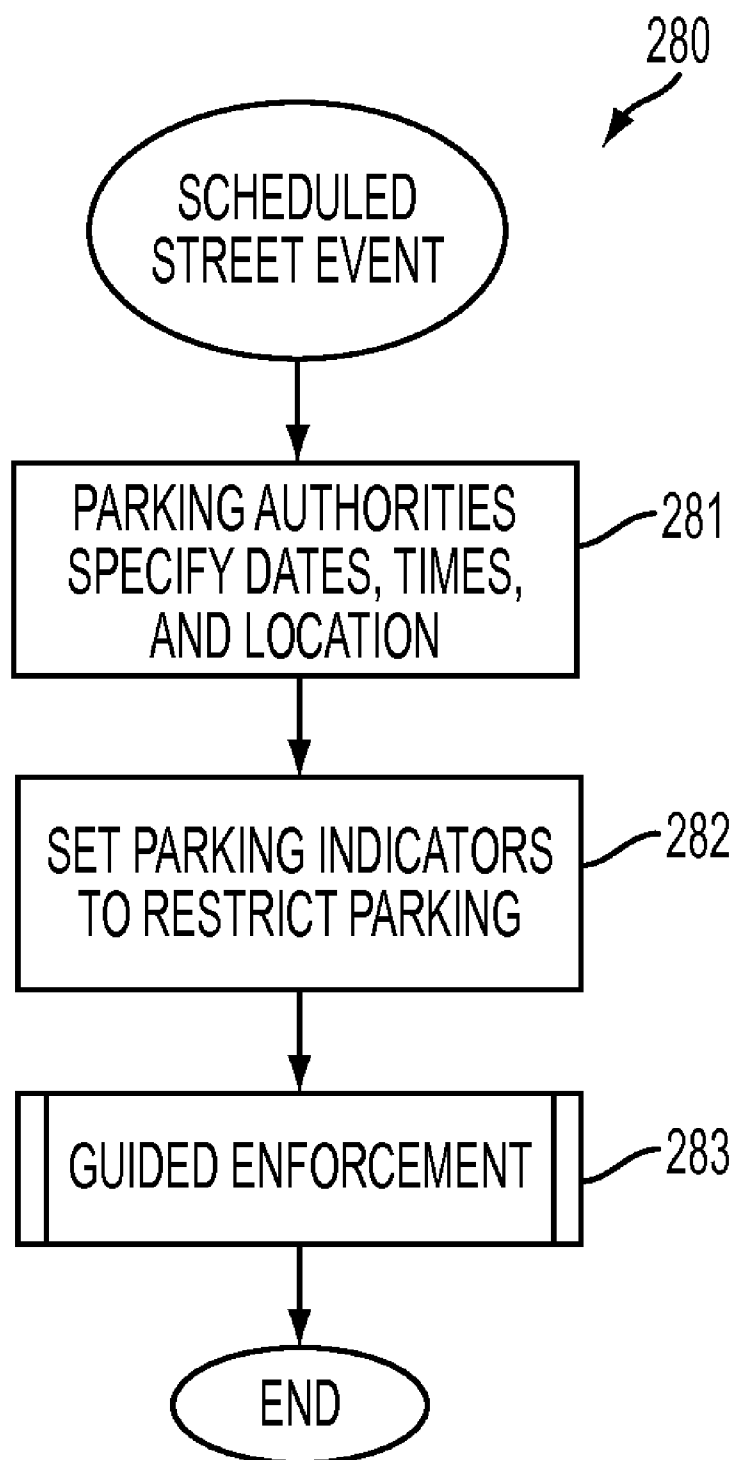 280
SCHEDULED
STREET EVENT
PARKING AUTHORITIES
SPECIFY DATES, TIMES,
AND LOCATION
281
SET PARKING INDICATORS
TO RESTRICT PARKING
282
GUIDED ENFORCEMENT
283
END